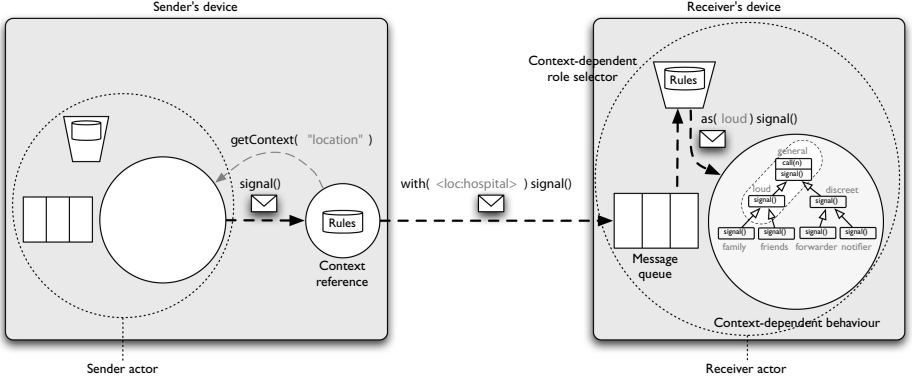 Sender's device
Receiver's device
Context-dependent
role selector
Rules
getContext( "location" )
as( loud ) signal()
general
call(n)
signal()
signal()
with( <loc:hospital> ) signal()
loud
discreet
signal()
signal()
Rules
signal()
signal()
signal()
signal()
family
friends
forwarder
notifier
Context
reference
Message
queue
Context-dependent behaviour
Sender actor
Receiver actor